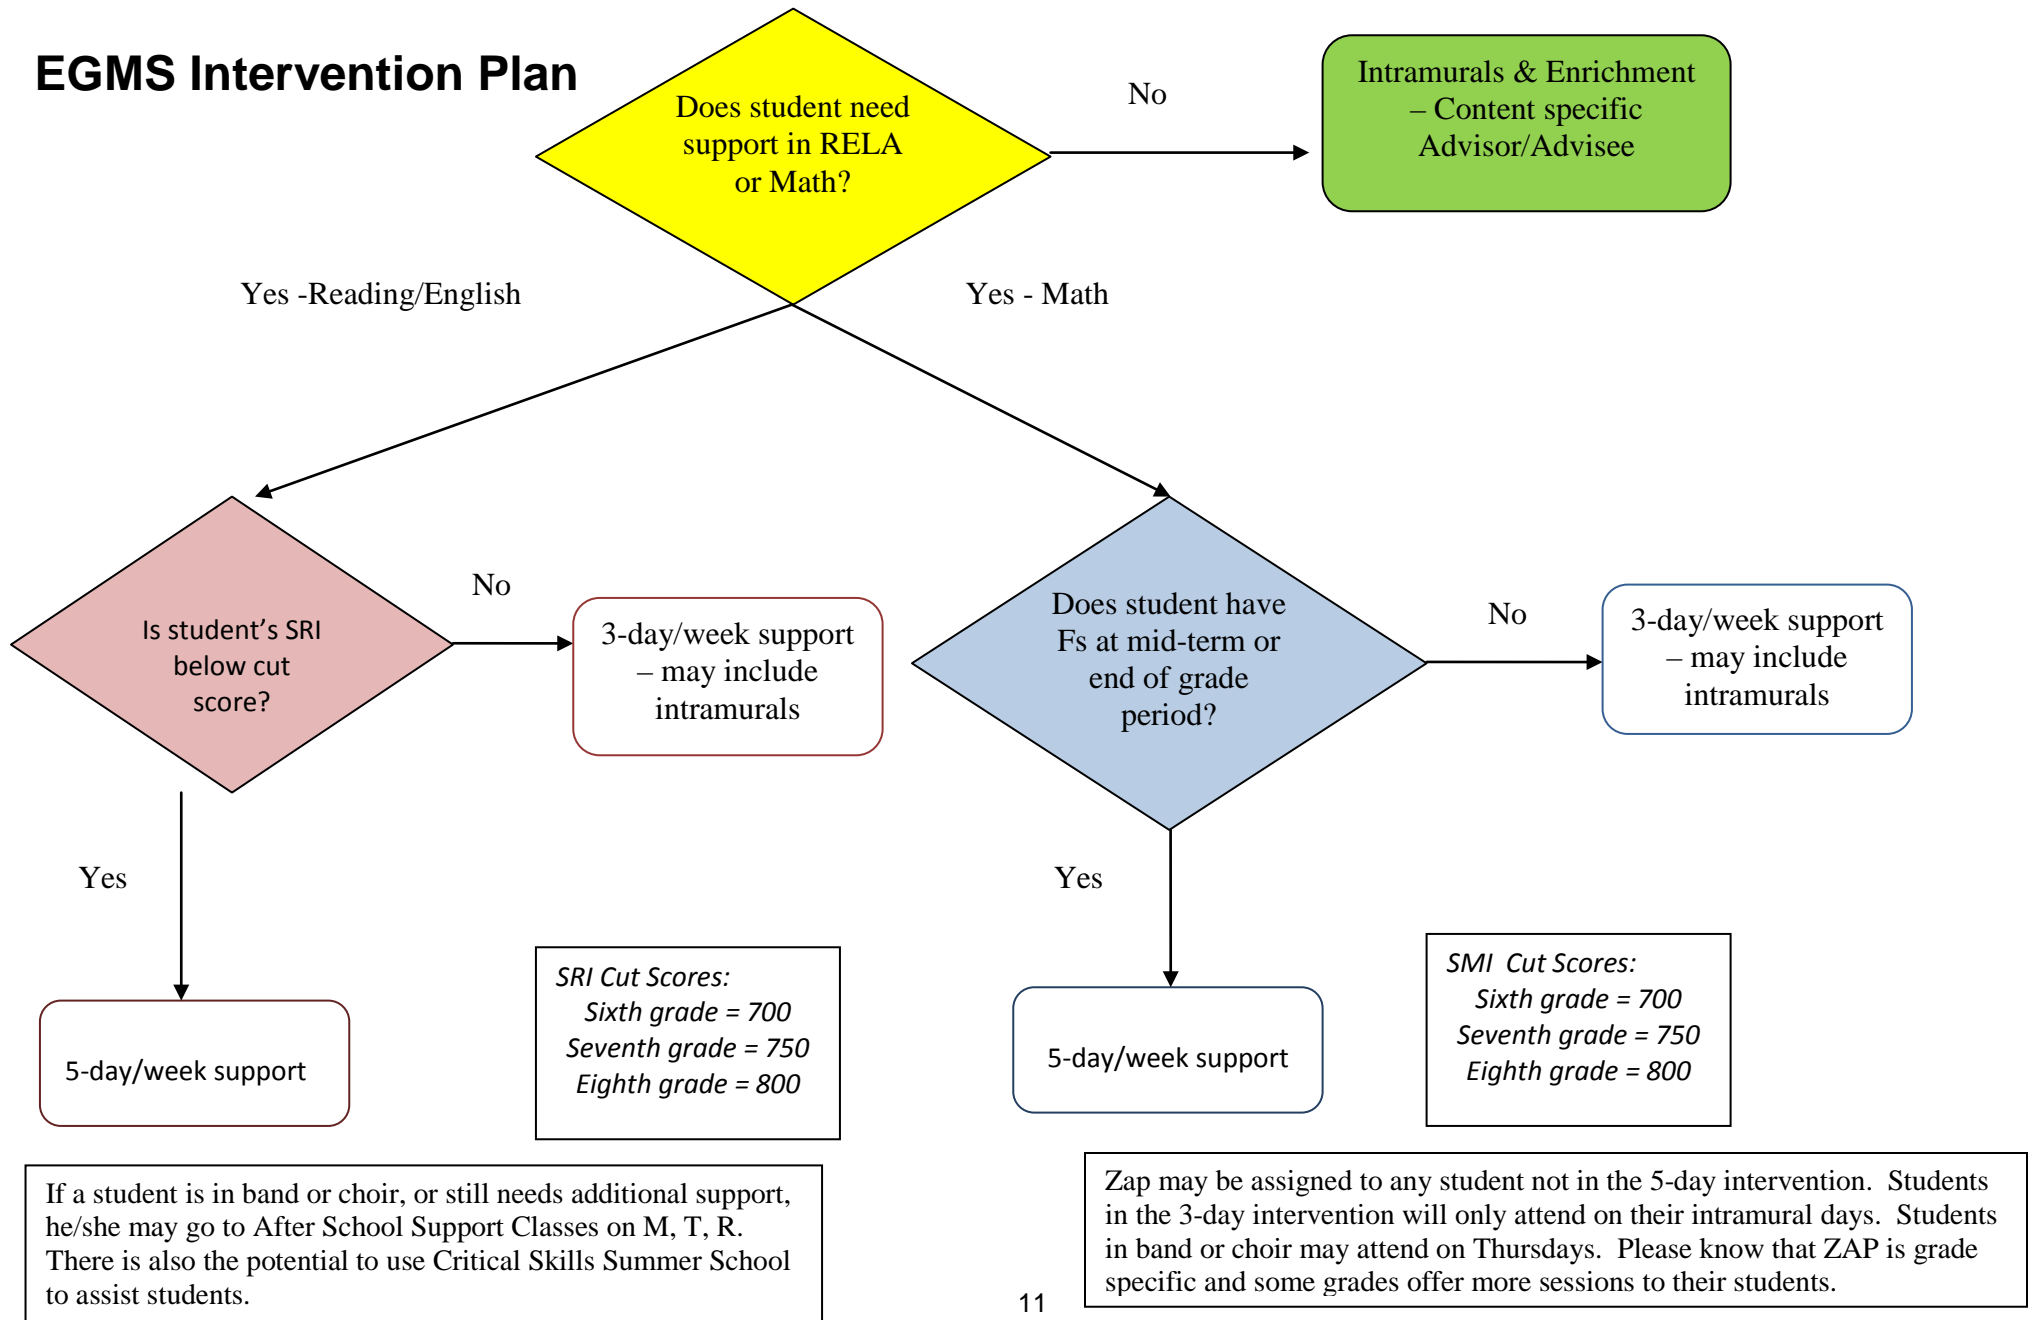 EGMS Intervention Plan
Does student need
support in RELA
or Math?
No
Intramurals & Enrichment
– Content specific
Advisor/Advisee
Yes -Reading/English
Yes - Math
Is student’s SRI
below cut
score?
No
3-day/week support
– may include
intramurals
Does student have
Fs at mid-term or
end of grade
period?
No
3-day/week support
– may include
intramurals
Yes
Yes
5-day/week support
SRI Cut Scores:
Sixth grade = 700
Seventh grade = 750
Eighth grade = 800
5-day/week support
SMI  Cut Scores:
Sixth grade = 700
Seventh grade = 750
Eighth grade = 800
If a student is in band or choir, or still needs additional support,
he/she may go to After School Support Classes on M, T, R.
There is also the potential to use Critical Skills Summer School
to assist students.
Zap may be assigned to any student not in the 5-day intervention.  Students
in the 3-day intervention will only attend on their intramural days.  Students
in band or choir may attend on Thursdays.  Please know that ZAP is grade
specific and some grades offer more sessions to their students.
11